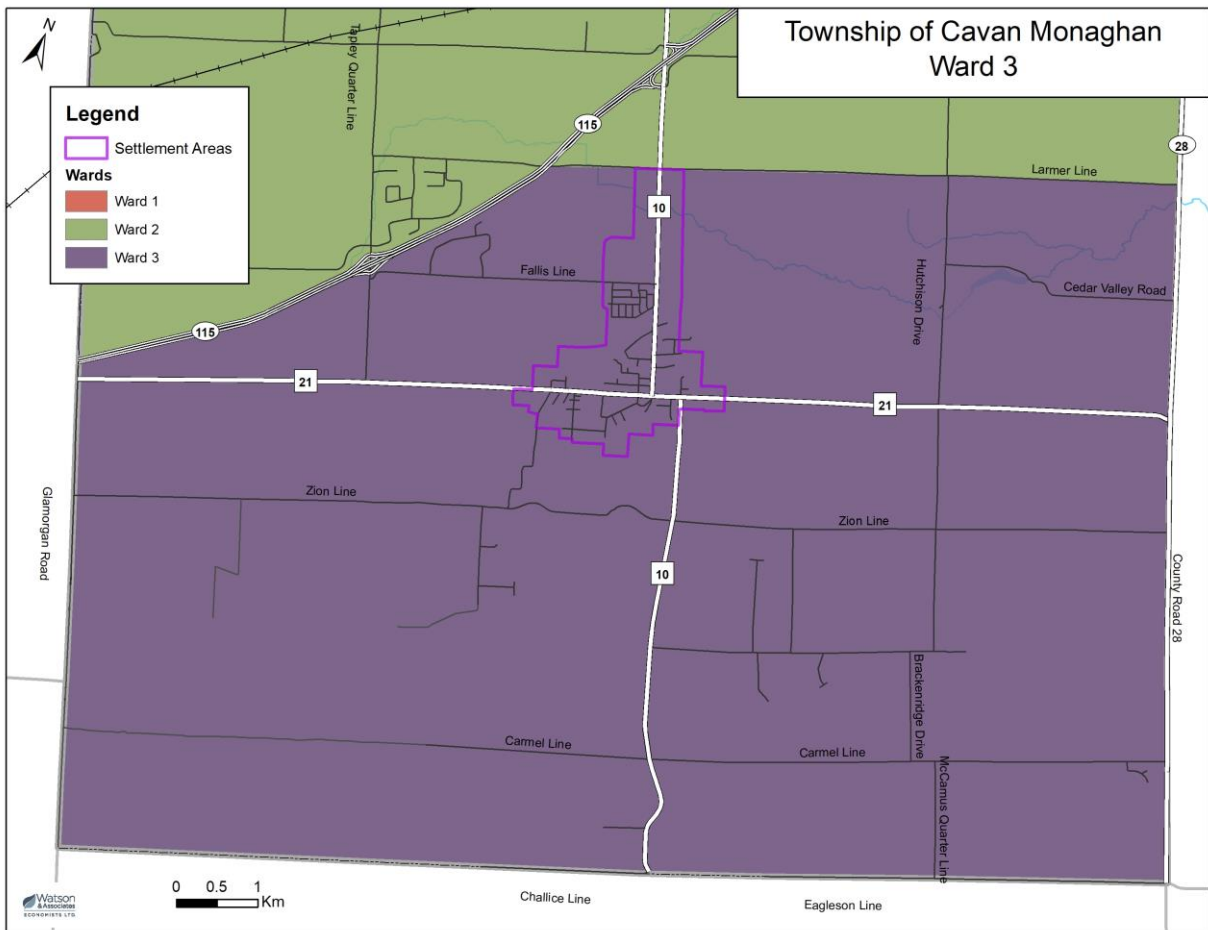 Township of Cavan Monaghan
Ward 3
N
Legend
Settlement Areas
Wards
Ward 1
Ward 2
Ward 3
Tapley Quarter Line
115
28
Larmer Line
10
Fallis Line
Hutchison Drive
Cedar Valley Road
115
21
21
Glamorgan Road
Zion Line
Zion Line
10
County Road 28
Brackenridge Drive
Carmel Line
Carmel Line
McCamus Quarter Line
0 0.5 1
Km
Challice Line
Eagleson Line
Watson
& Associates
ECONOMISTS LTD.